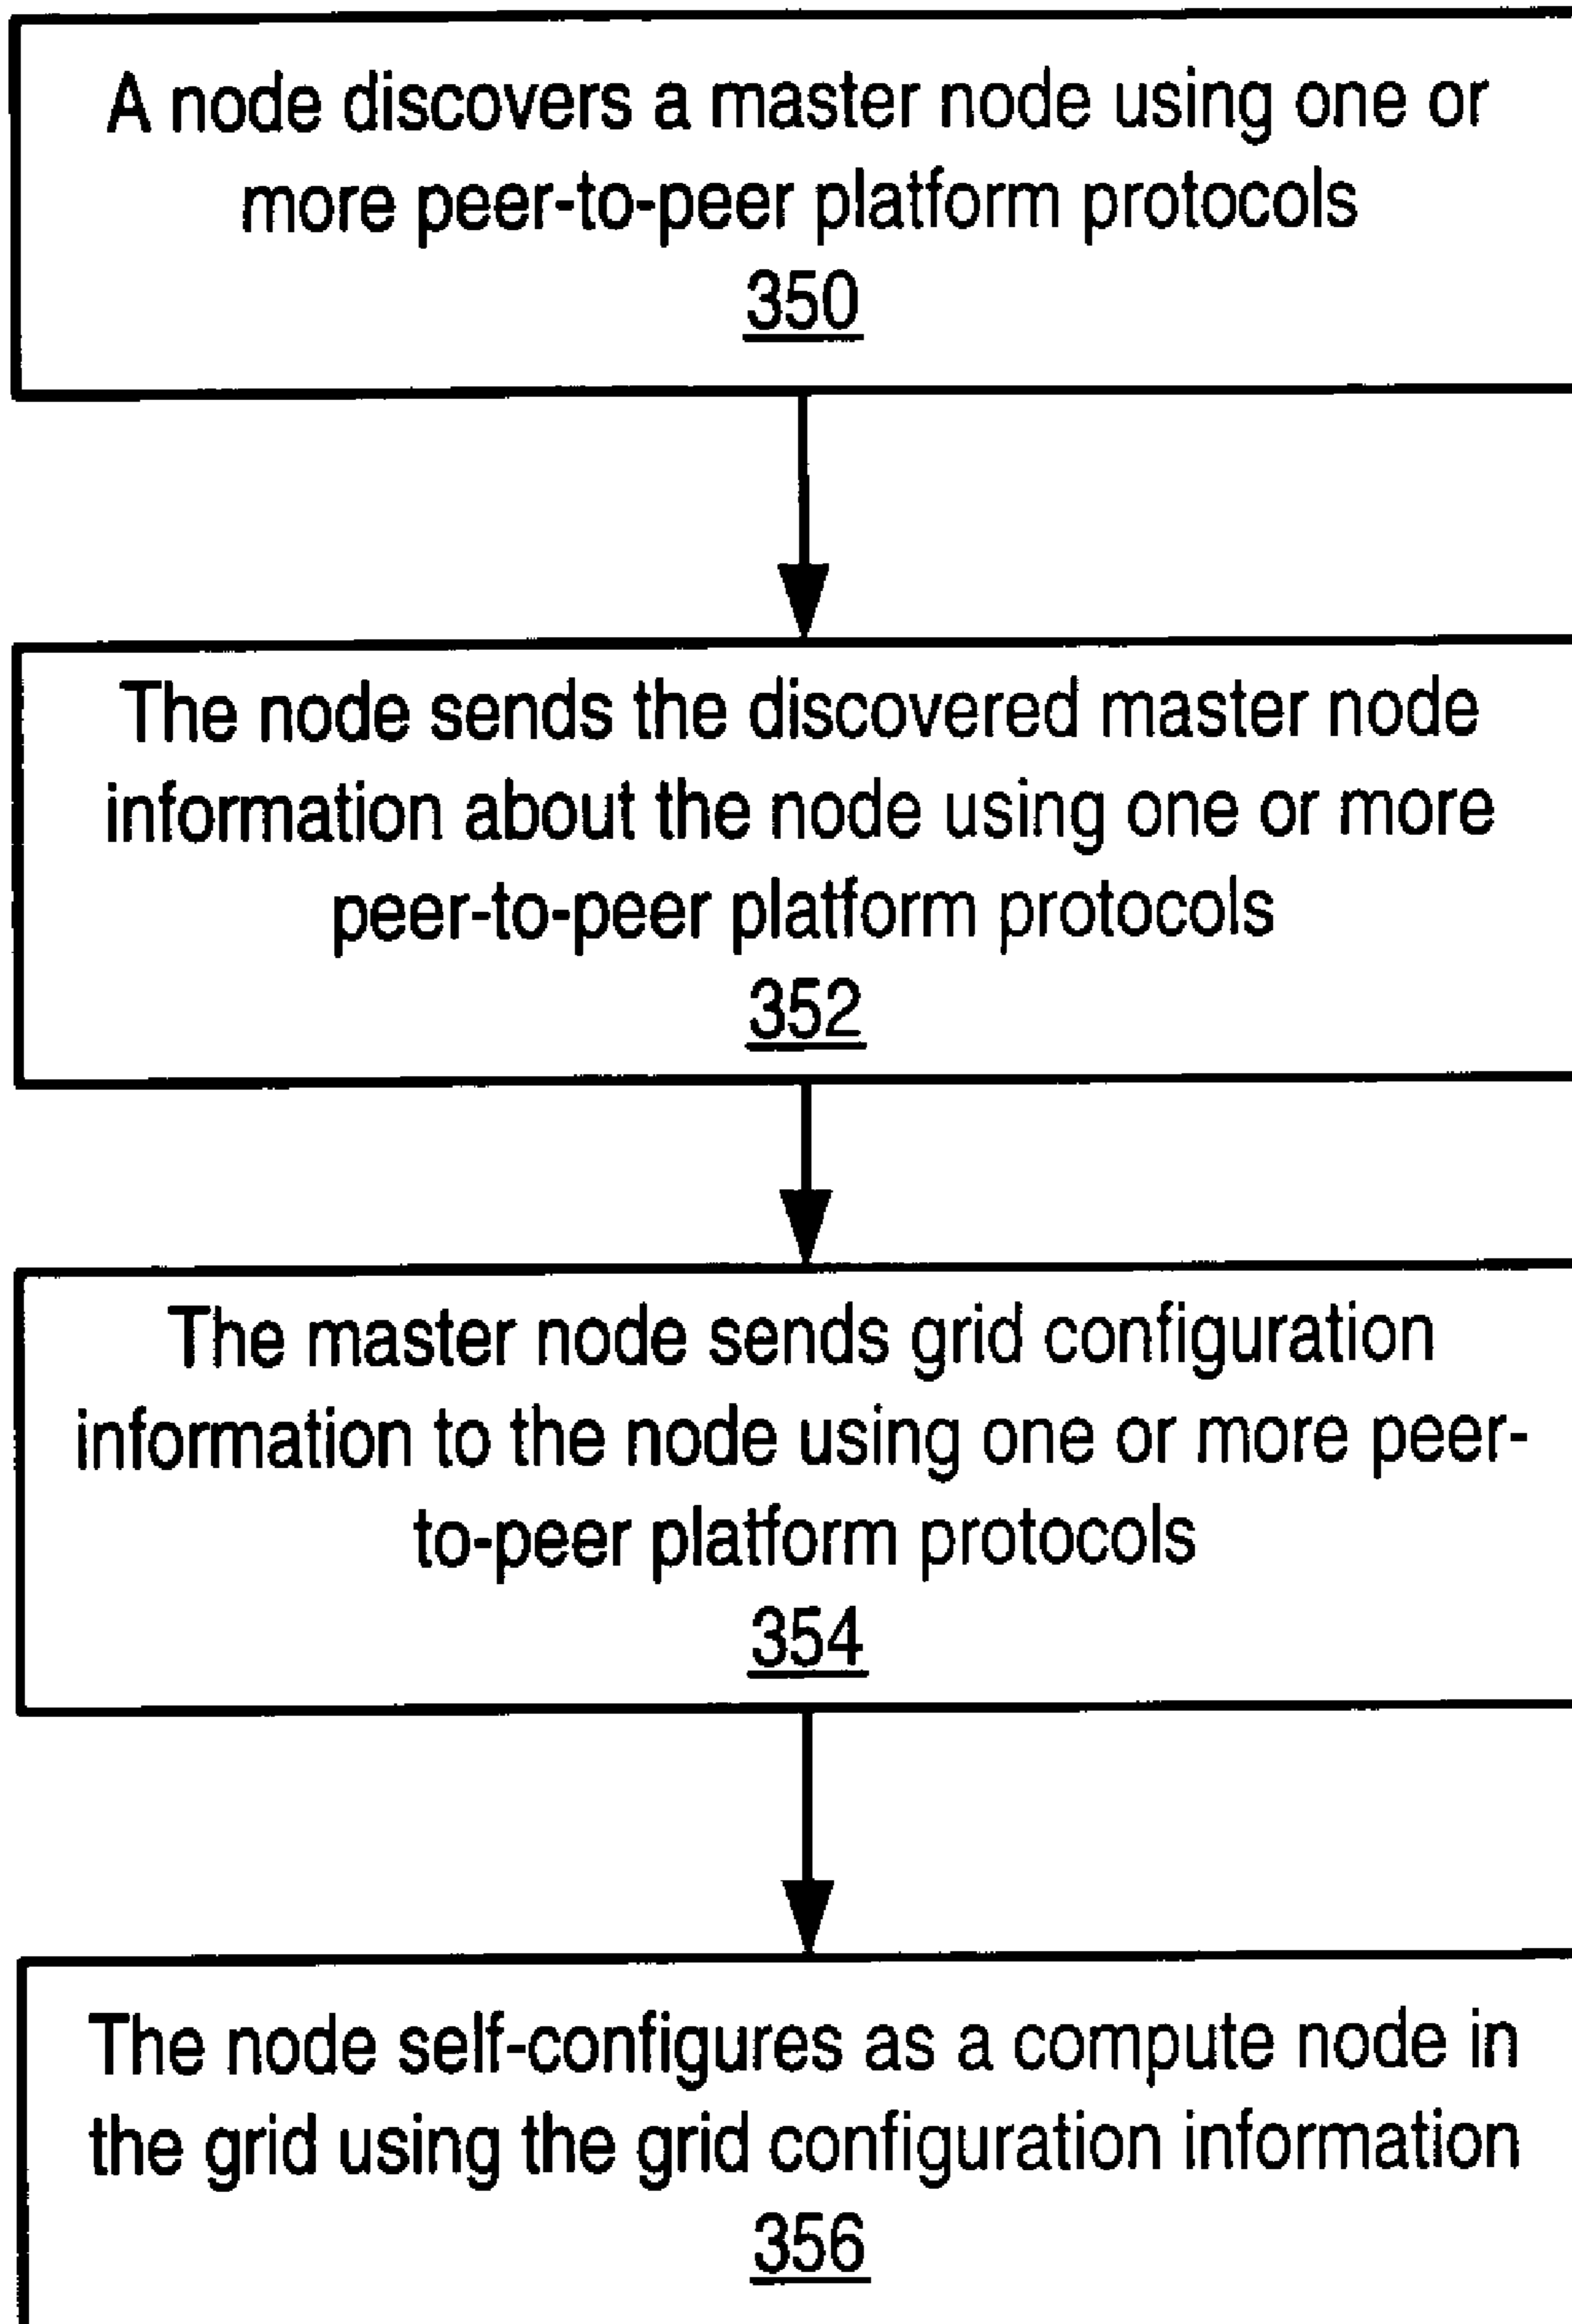 A node discovers a master node using one or
more peer-to-peer platform protocols
350
The node sends the discovered master node
information about the node using one or more
peer-to-peer platform protocols
352
The master node sends grid configuration
information to the node using one or more peer-
to-peer platform protocols
354
The node self-configures as a compute node in
the grid using the grid configuration information
356